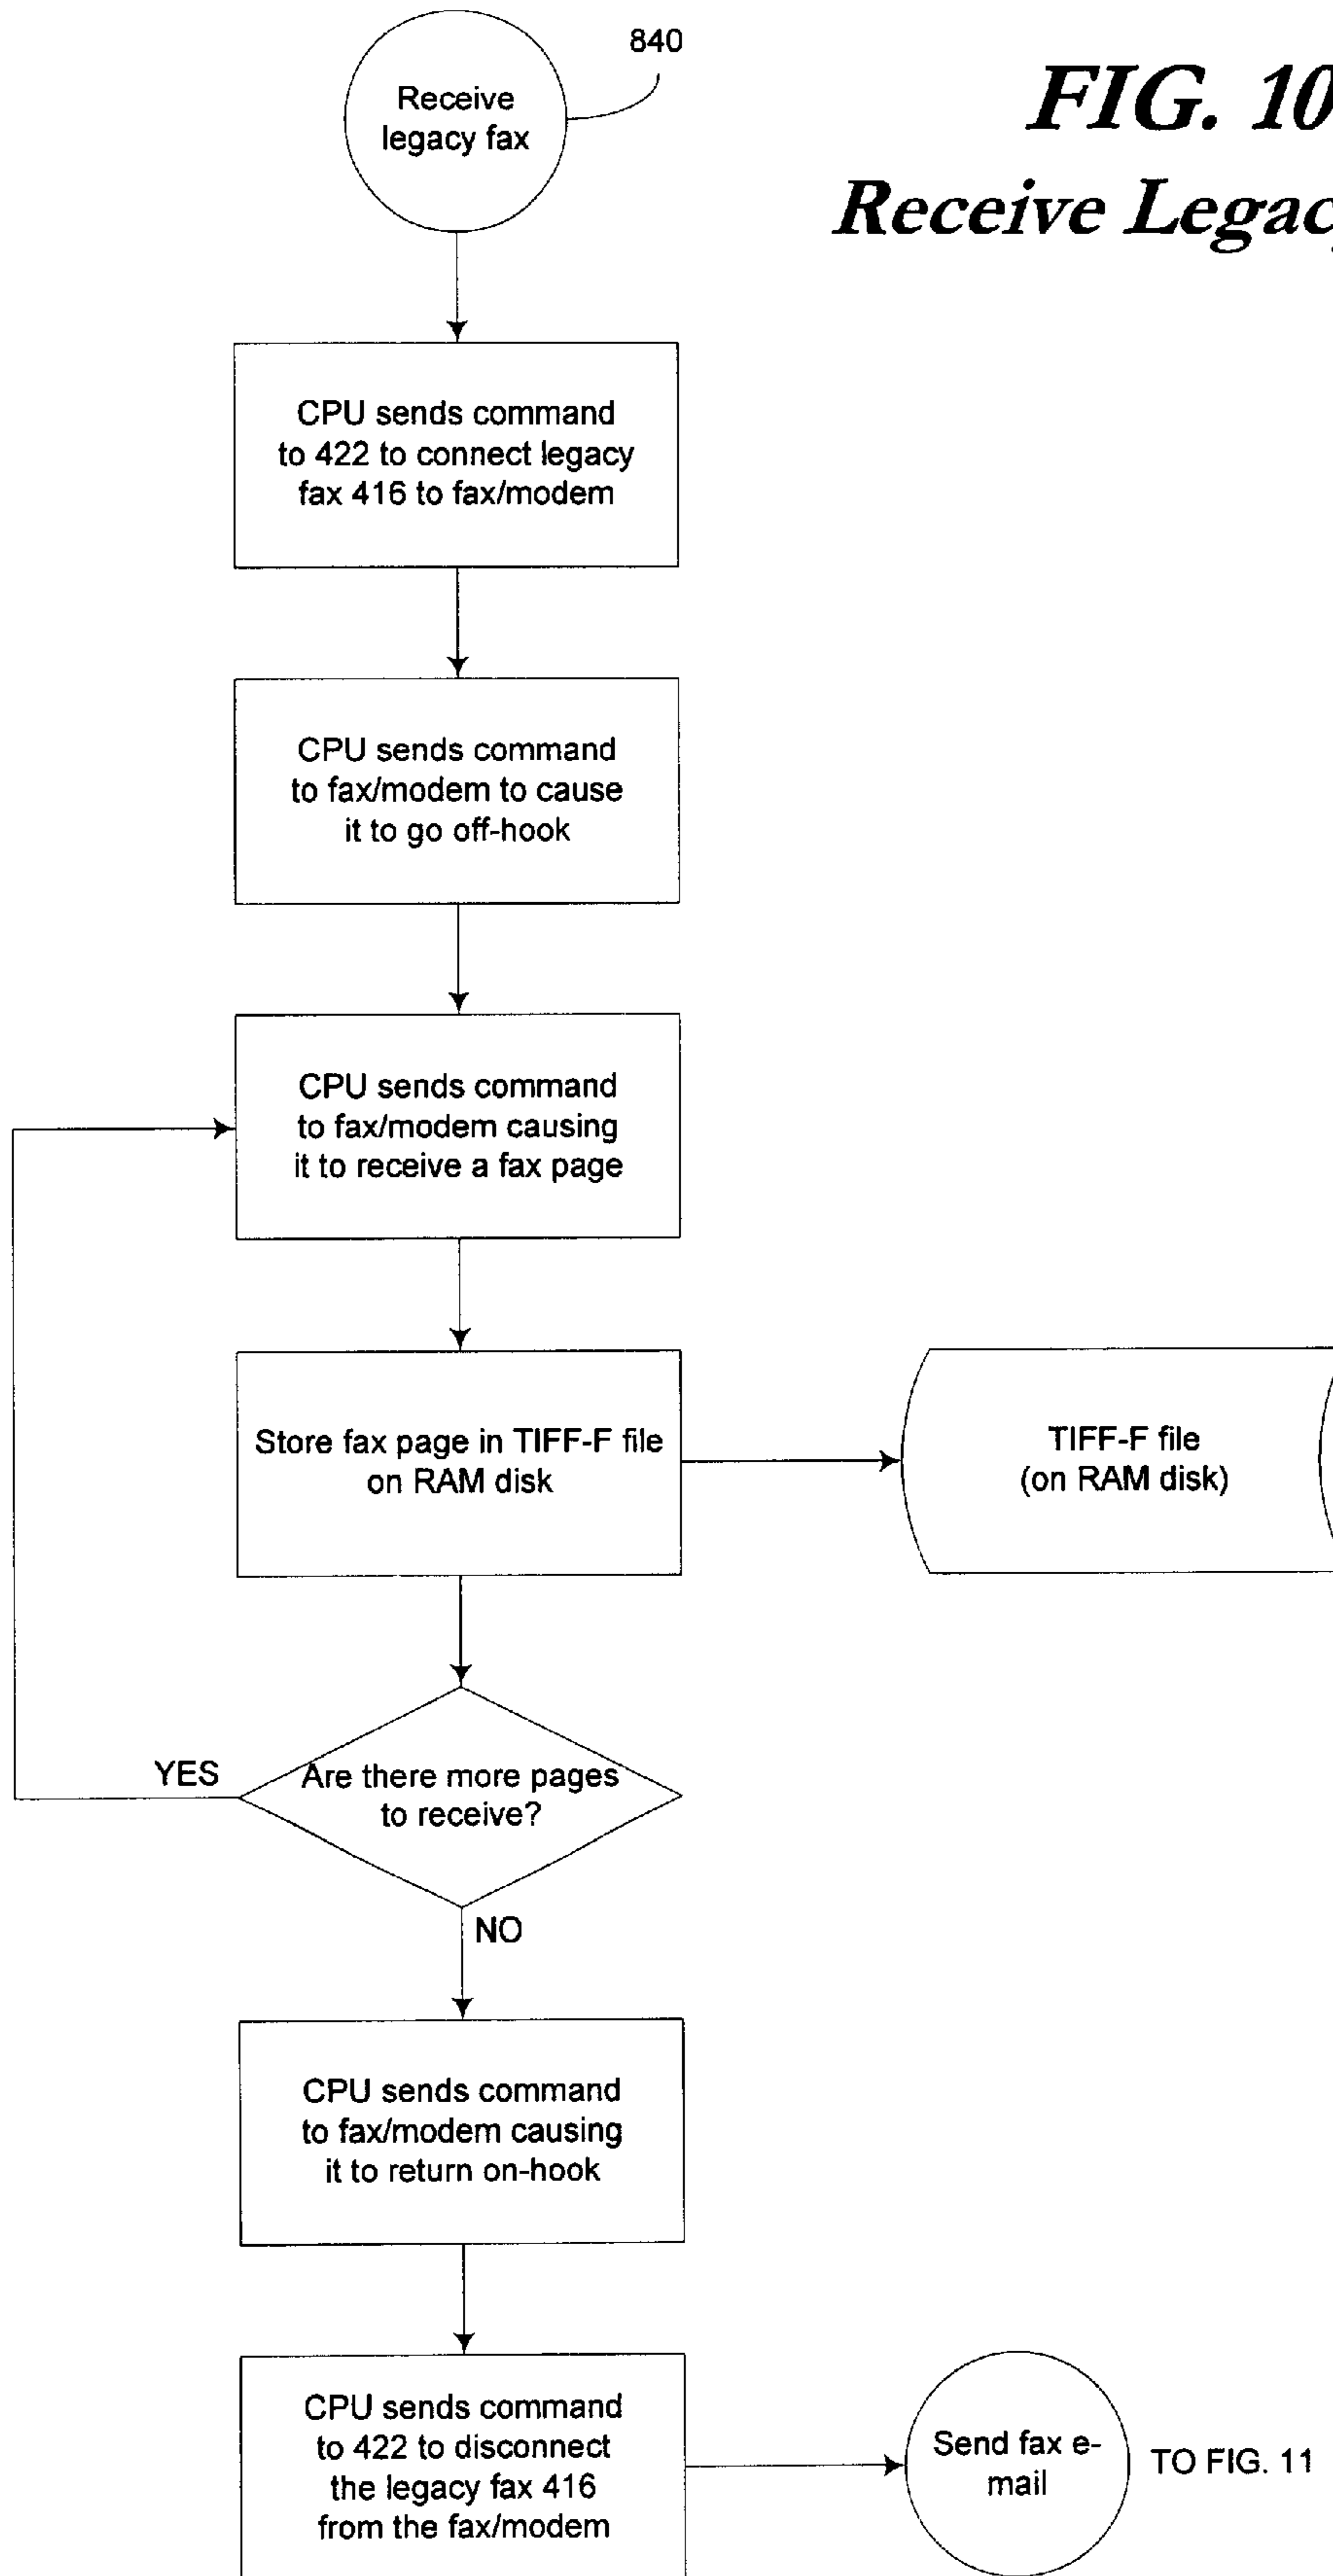 840
FIG. 10
Receive Legacy
Receive
legacy fax
CPU sends command
to 422 to connect legacy
fax 416 to fax/modem
CPU sends command
to fax/modem to cause
it to go off-hook
CPU sends command
to fax/modem causing
it to receive a fax page
Store fax page in TIFF-F file
on RAM disk
TIFF-F file
(on RAM disk)
YES
Are there more pages
to receive?
NO
CPU sends command
to fax/modem causing
it to return on-hook
CPU sends command
to 422 to disconnect
the legacy fax 416
from the fax/modem
Send fax e-
mail
TO FIG. 11